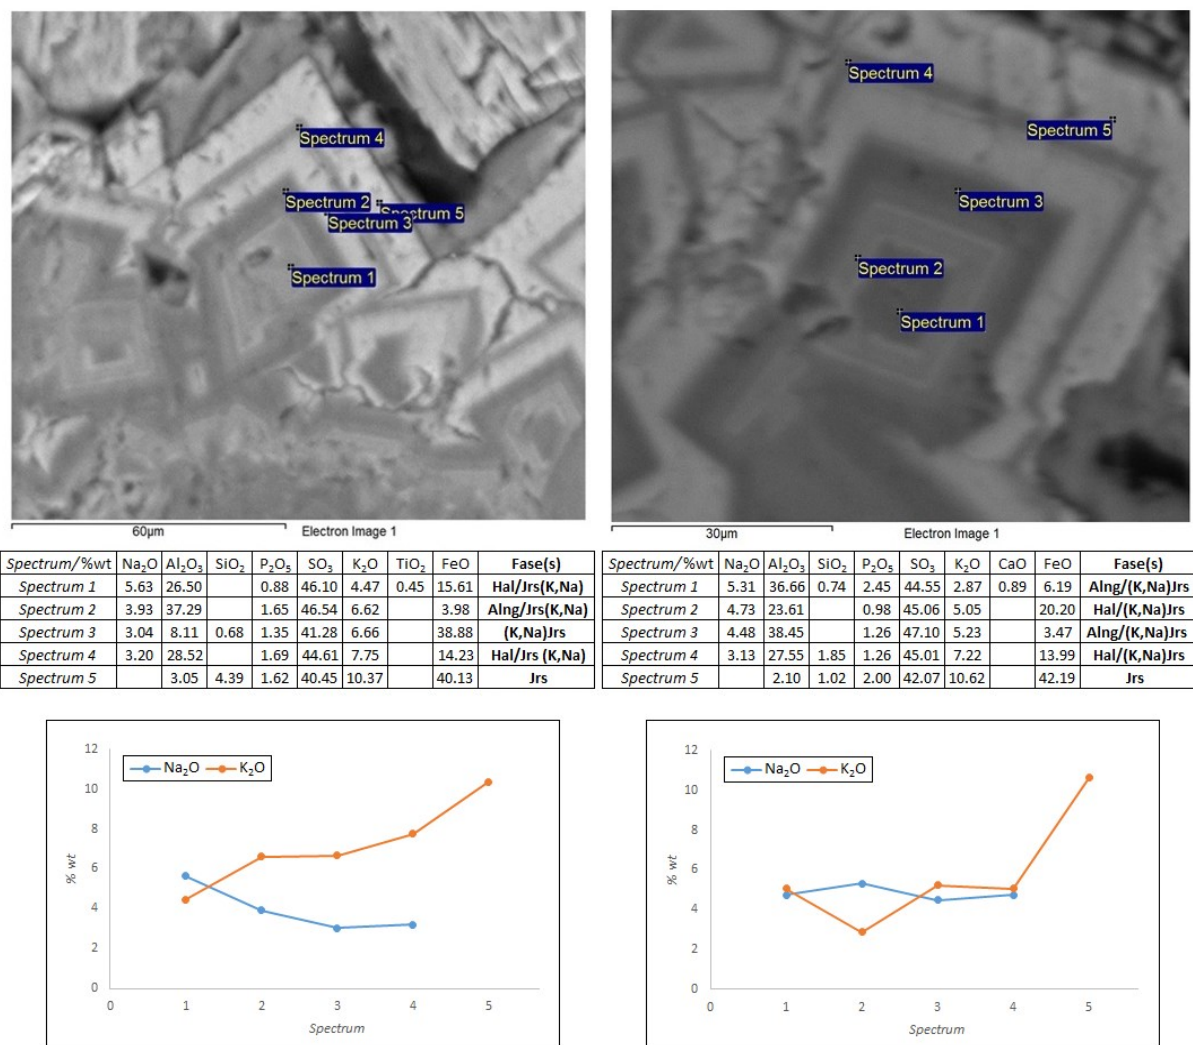 Spectrum 4
Spectrum 2
Spectrum 5
Spectrum 3
Spectrum 1
60µm Electron Image 1
Spectrum 4
Spectrum 5
Spectrum 3
Spectrum 2
Spectrum 1
30µm Electron Image 1
Spectrum/%wt Na₂O Al₂O₃ SiO₂ P₂O₅ SO₃ K₂O TiO₂ FeO Fase(s)
Spectrum 1 5.63 26.50 0.88 46.10 4.47 0.45 15.61 Hal/Jrs(K,Na)
Spectrum 2 3.93 37.29 1.65 46.54 6.62 3.98 Alng/Jrs(K,Na)
Spectrum 3 3.04 8.11 0.68 1.35 41.28 6.66 38.88 (K,Na)Jrs
Spectrum 4 3.20 28.52 1.69 44.61 7.75 14.23 Hal/Jrs (K,Na)
Spectrum 5 3.05 4.39 1.62 40.45 10.37 40.13 Jrs
Spectrum/%wt Na₂O Al₂O₃ SiO₂ P₂O₅ SO₃ K₂O CaO FeO Fase(s)
Spectrum 1 5.31 36.66 0.74 2.45 44.55 2.87 0.89 6.19 Alng/(K,Na)Jrs
Spectrum 2 4.73 23.61 0.98 45.06 5.05 20.20 Hal/(K,Na)Jrs
Spectrum 3 4.48 38.45 1.26 47.10 5.23 3.47 Alng/(K,Na)Jrs
Spectrum 4 3.13 27.55 1.85 1.26 45.01 7.22 13.99 Hal/(K,Na)Jrs
Spectrum 5 2.10 1.02 2.00 42.07 10.62 42.19 Jrs
12
Na₂O K₂O
10
8
% wt
6
4
2
0
0 1 2 3 4 5
Spectrum
12
Na₂O K₂O
10
8
% wt
6
4
2
0
0 1 2 3 4 5
Spectrum